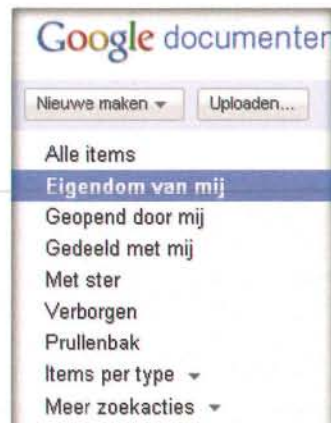 Google documenten
Nieuwe maken Uploaden...
Alle items
Eigendom van mij
Geopend door mij
Gedeeld met mij
Met ster
Verborgen
Prullenbak
Items per type
Meer zoekacties